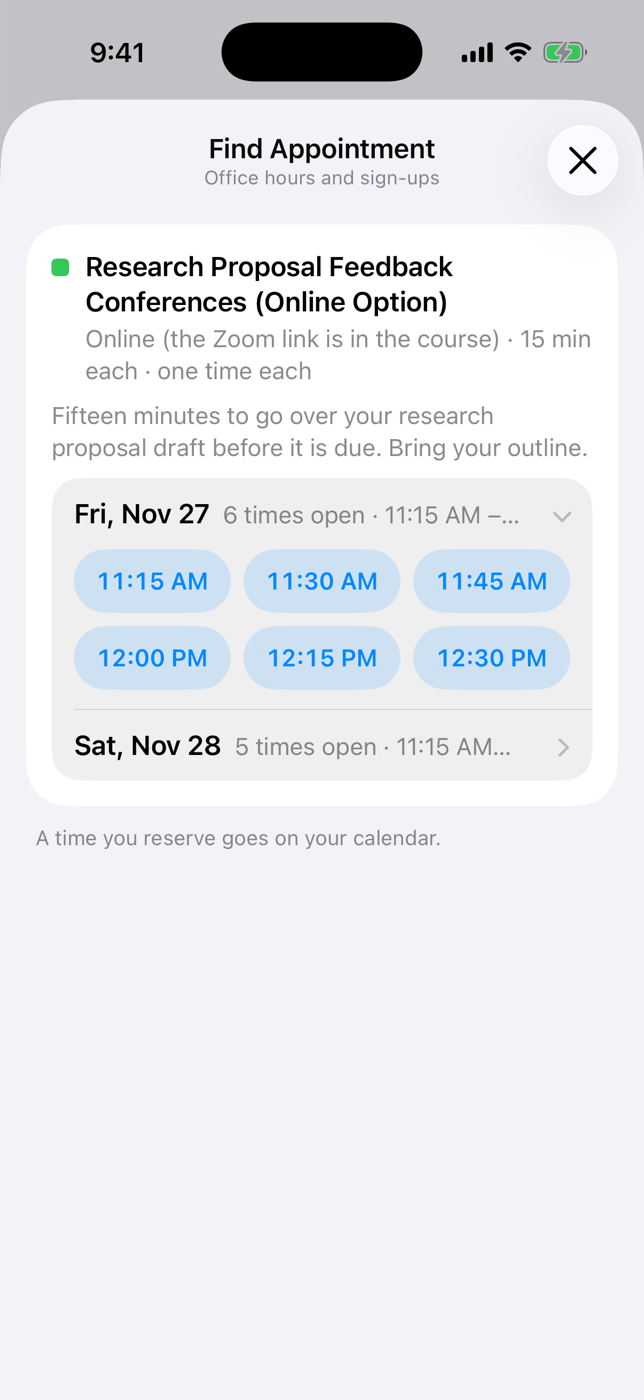 9:41
Find Appointment
Office hours and sign-ups
Research Proposal Feedback
Conferences (Online Option)
Online (the Zoom link is in the course) · 15 min
each · one time each
Fifteen minutes to go over your research
proposal draft before it is due. Bring your outline.
Fri, Nov 27 6 times open · 11:15 AM –...
11:15 AM 11:30 AM 11:45 AM
12:00 PM 12:15 PM 12:30 PM
Sat, Nov 28 5 times open · 11:15 AM...
A time you reserve goes on your calendar.